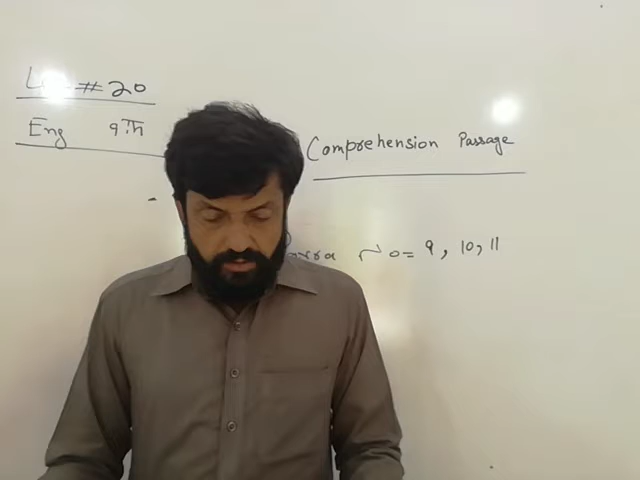 # 20
Eng 9Th
Comprehension Passage
no= 9, 10, 11